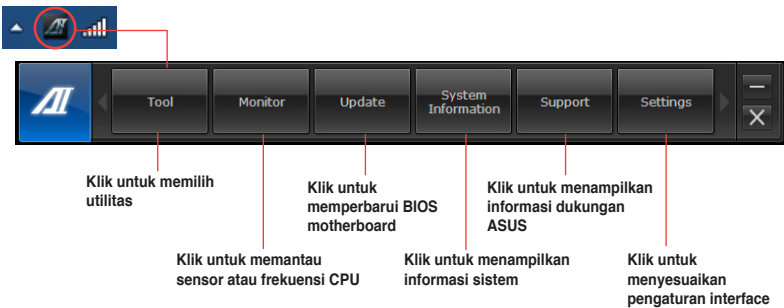 Tool
Monitor
Update
System
Information
Support
Settings
Klik untuk memilih
utilitas
Klik untuk
memperbarui BIOS
motherboard
Klik untuk menampilkan
informasi dukungan
ASUS
Klik untuk memantau
sensor atau frekuensi CPU
Klik untuk menampilkan
informasi sistem
Klik untuk
menyesuaikan
pengaturan interface